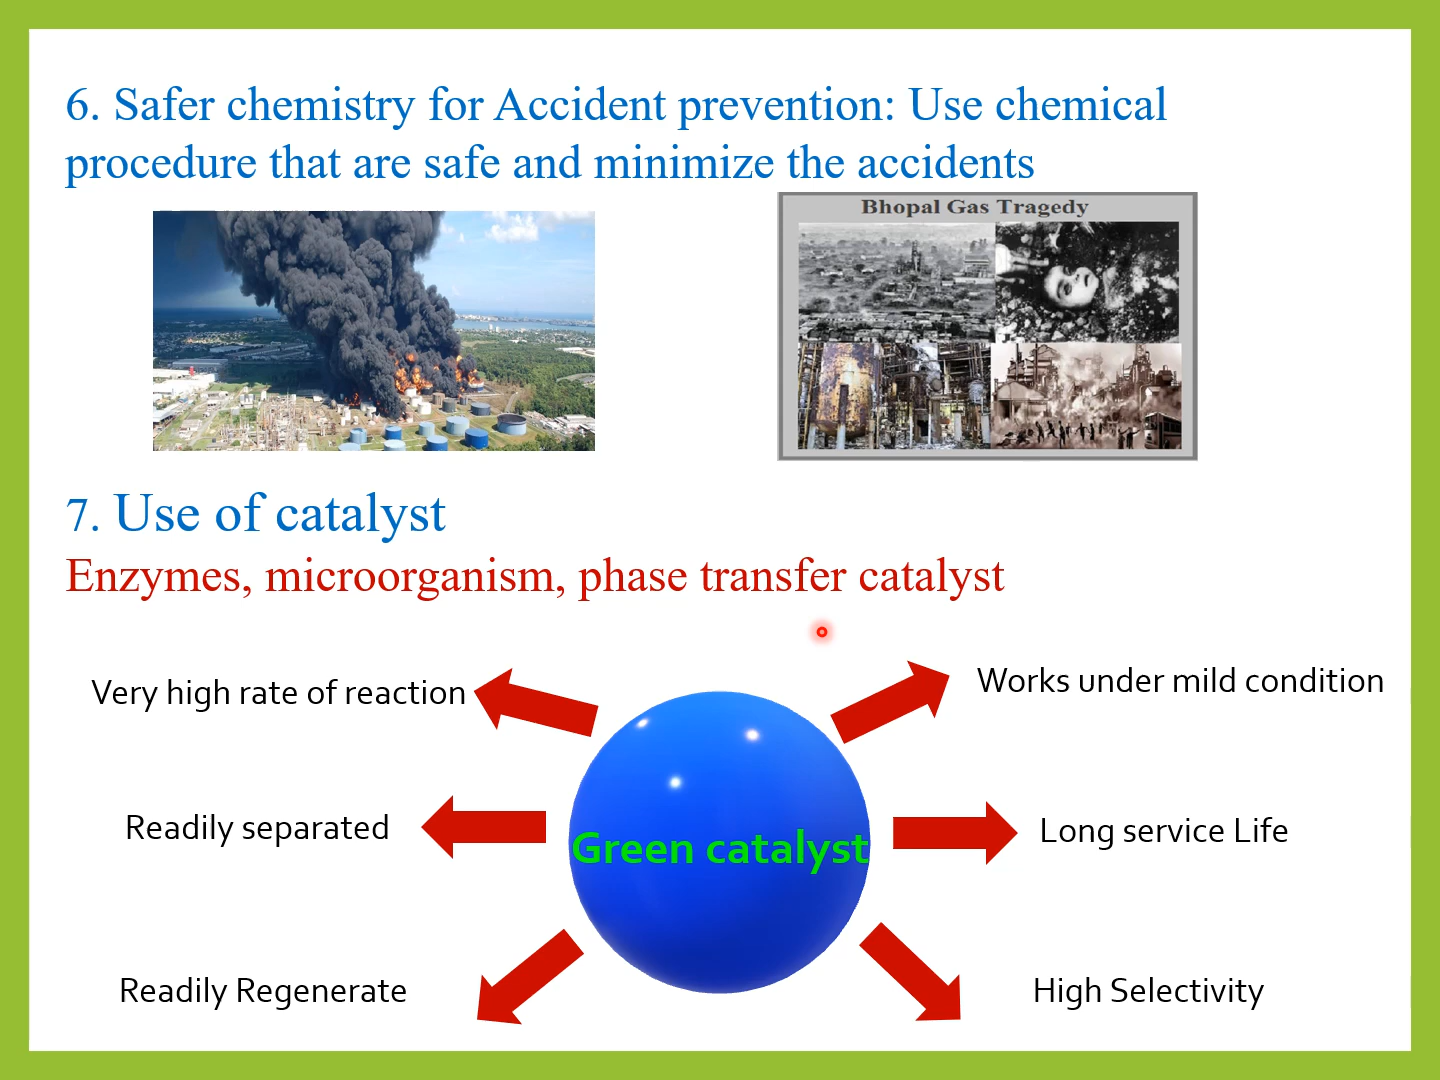 6. Safer chemistry for Accident prevention: Use chemical
procedure that are safe and minimize the accidents
Bhopal Gas Tragedy
7. Use of catalyst
Enzymes, microorganism, phase transfer catalyst
Very high rate of reaction
Works under mild condition
Readily separated
Green catalyst
Long service Life
Readily Regenerate
High Selectivity